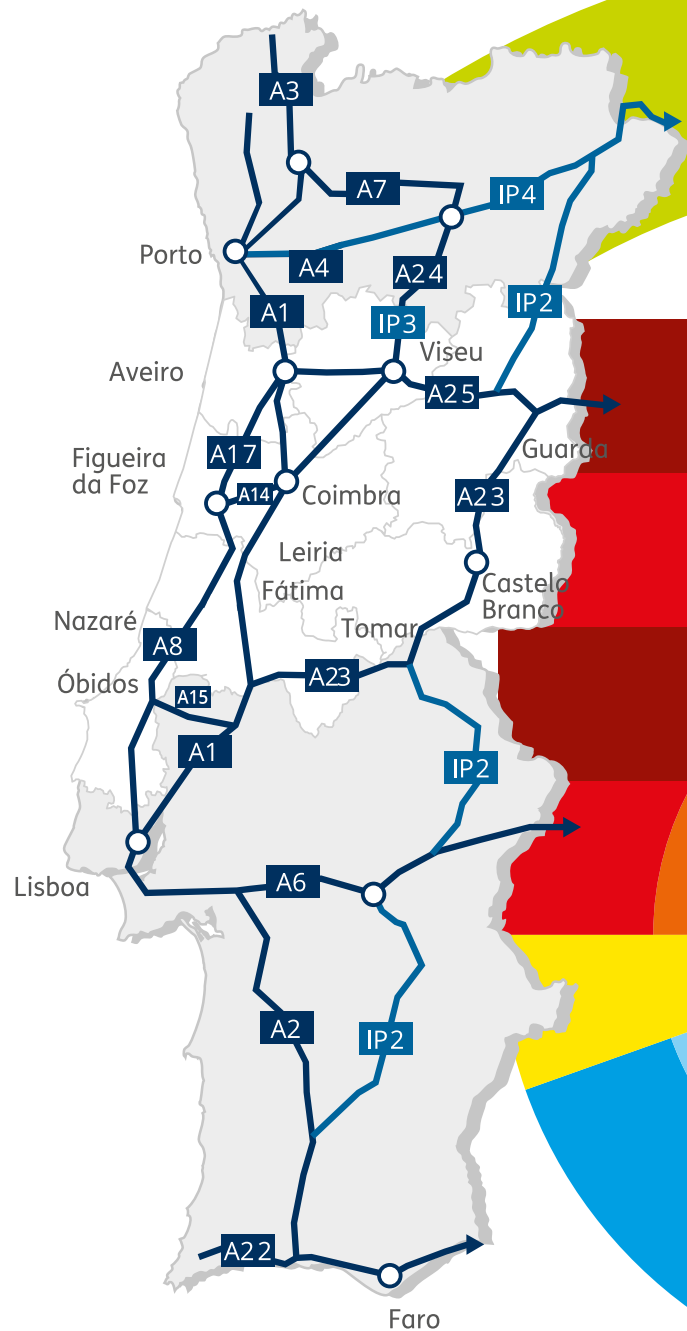 A3
A7
IP4
Porto
A4
A24
IP2
A1
IP3
Viseu
Aveiro
A25
Guarda
A17
Figueira
da Foz
A14
Coimbra
A23
Leiria
Fátima
Castelo
Branco
Nazaré
Tomar
A8
Óbidos
A23
A15
A1
IP2
Lisboa
A6
A2
IP2
A22
Faro